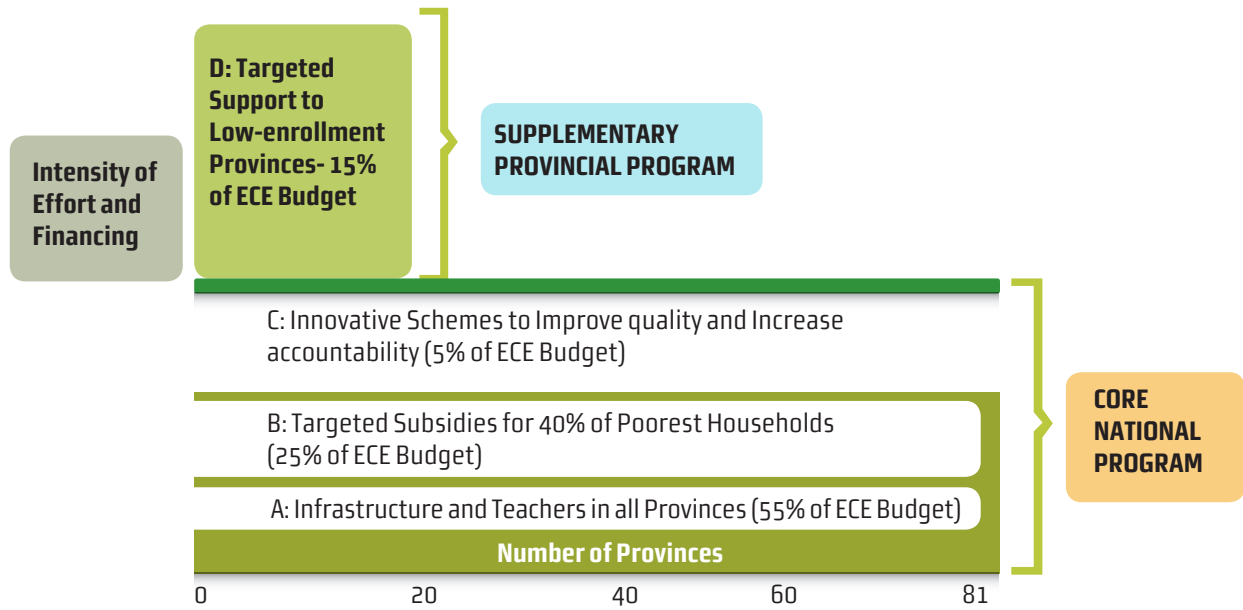 D: Targeted
Support to
Low-enrollment
Provinces- 15%
of ECE Budget
SUPPLEMENTARY
PROVINCIAL PROGRAM
Intensity of
Effort and
Financing
C: Innovative Schemes to Improve quality and Increase
accountability (5% of ECE Budget)
B: Targeted Subsidies for 40% of Poorest Households
(25% of ECE Budget)
A: Infrastructure and Teachers in all Provinces (55% of ECE Budget)
CORE
NATIONAL
PROGRAM
Number of Provinces
0 20 40 60 81